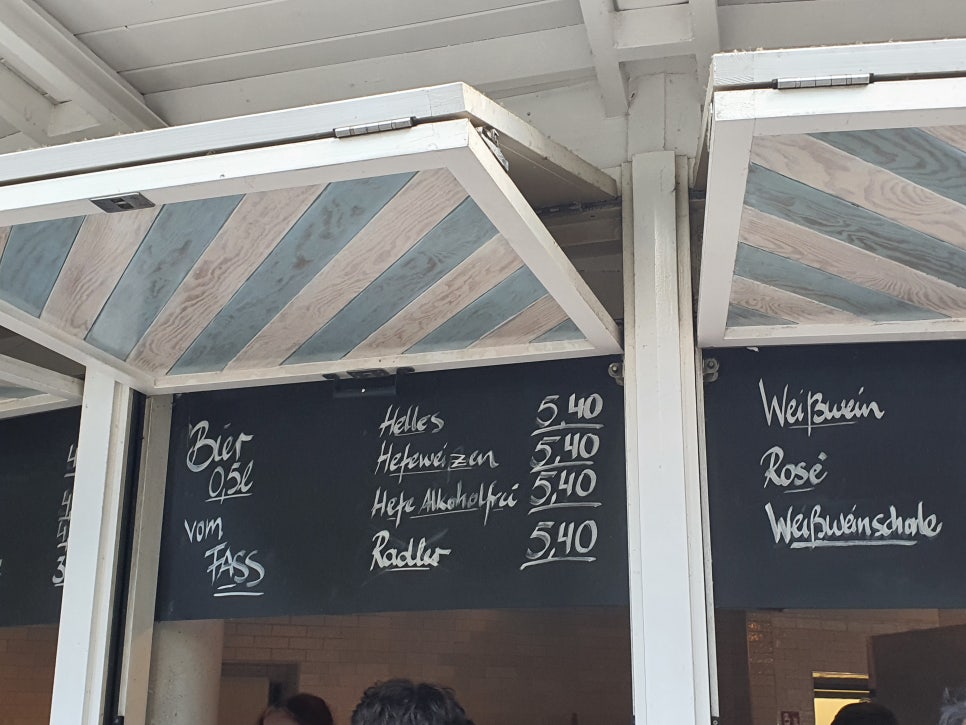 Bier
0,5l
vom
FASS
Helles 5,40
Hefeweizen 5,40
Hefe Alkoholfrei 5,40
Radler 5,40
Weißwein
Rosé
Weißweinschorle